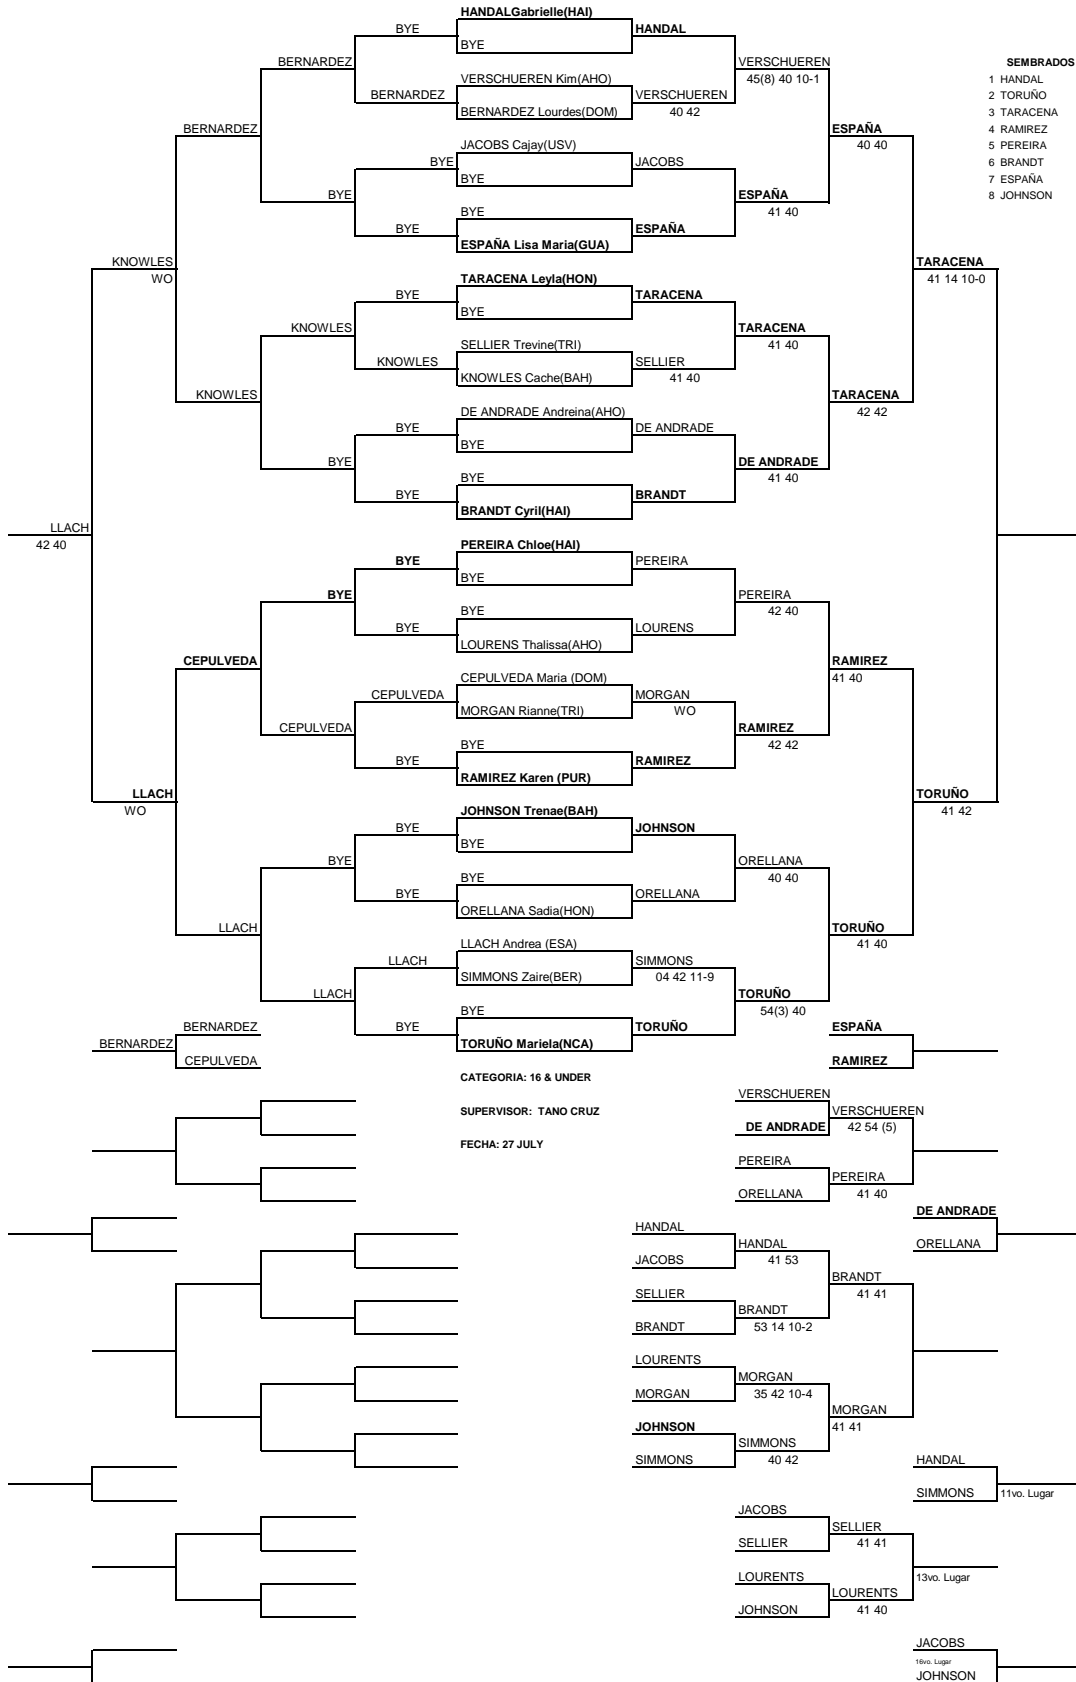 HANDALGabrielle(HAI)
BYE
HANDAL
BYE
BERNARDEZ
VERSCHUEREN
SEMBRADOS
VERSCHUEREN Kim(AHO)
45(8) 40 10-1
1 HANDAL
BERNARDEZ
VERSCHUEREN
2 TORUÑO
BERNARDEZ Lourdes(DOM)
40 42
3 TARACENA
BERNARDEZ
ESPAÑA
4 RAMIREZ
JACOBS Cajay(USV)
40 40
5 PEREIRA
BYE
JACOBS
BYE
6 BRANDT
BYE
ESPAÑA
7 ESPAÑA
BYE
41 40
8 JOHNSON
BYE
ESPAÑA
ESPAÑA Lisa Maria(GUA)
KNOWLES
TARACENA
WO
TARACENA Leyla(HON)
41 14 10-0
BYE
TARACENA
BYE
KNOWLES
TARACENA
SELLIER Trevine(TRI)
41 40
KNOWLES
SELLIER
KNOWLES Cache(BAH)
41 40
KNOWLES
TARACENA
DE ANDRADE Andreina(AHO)
42 42
BYE
DE ANDRADE
BYE
BYE
DE ANDRADE
BYE
41 40
BYE
BRANDT
BRANDT Cyril(HAI)
LLACH
42 40
PEREIRA Chloe(HAI)
BYE
PEREIRA
BYE
BYE
PEREIRA
BYE
42 40
BYE
LOURENS
LOURENS Thalissa(AHO)
CEPULVEDA
RAMIREZ
CEPULVEDA Maria (DOM)
41 40
CEPULVEDA
MORGAN
MORGAN Rianne(TRI)
WO
CEPULVEDA
RAMIREZ
BYE
42 42
BYE
RAMIREZ
RAMIREZ Karen (PUR)
LLACH
TORUÑO
WO
JOHNSON Trenae(BAH)
41 42
BYE
JOHNSON
BYE
BYE
ORELLANA
BYE
40 40
BYE
ORELLANA
ORELLANA Sadia(HON)
LLACH
TORUÑO
LLACH Andrea (ESA)
41 40
LLACH
SIMMONS
SIMMONS Zaire(BER)
04 42 11-9
LLACH
TORUÑO
BYE
54(3) 40
BERNARDEZ
BYE
TORUÑO
ESPAÑA
BERNARDEZ
TORUÑO Mariela(NCA)
CEPULVEDA
RAMIREZ
CATEGORIA: 16 & UNDER
VERSCHUEREN
SUPERVISOR: TANO CRUZ
VERSCHUEREN
DE ANDRADE
42 54 (5)
FECHA: 27 JULY
PEREIRA
PEREIRA
ORELLANA
41 40
DE ANDRADE
HANDAL
HANDAL
ORELLANA
JACOBS
41 53
BRANDT
SELLIER
41 41
BRANDT
BRANDT
53 14 10-2
LOURENTS
MORGAN
MORGAN
35 42 10-4
MORGAN
JOHNSON
41 41
SIMMONS
SIMMONS
40 42
HANDAL
SIMMONS
11vo. Lugar
JACOBS
SELLIER
SELLIER
41 41
LOURENTS
13vo. Lugar
LOURENTS
JOHNSON
41 40
JACOBS
16vo. Lugar
JOHNSON